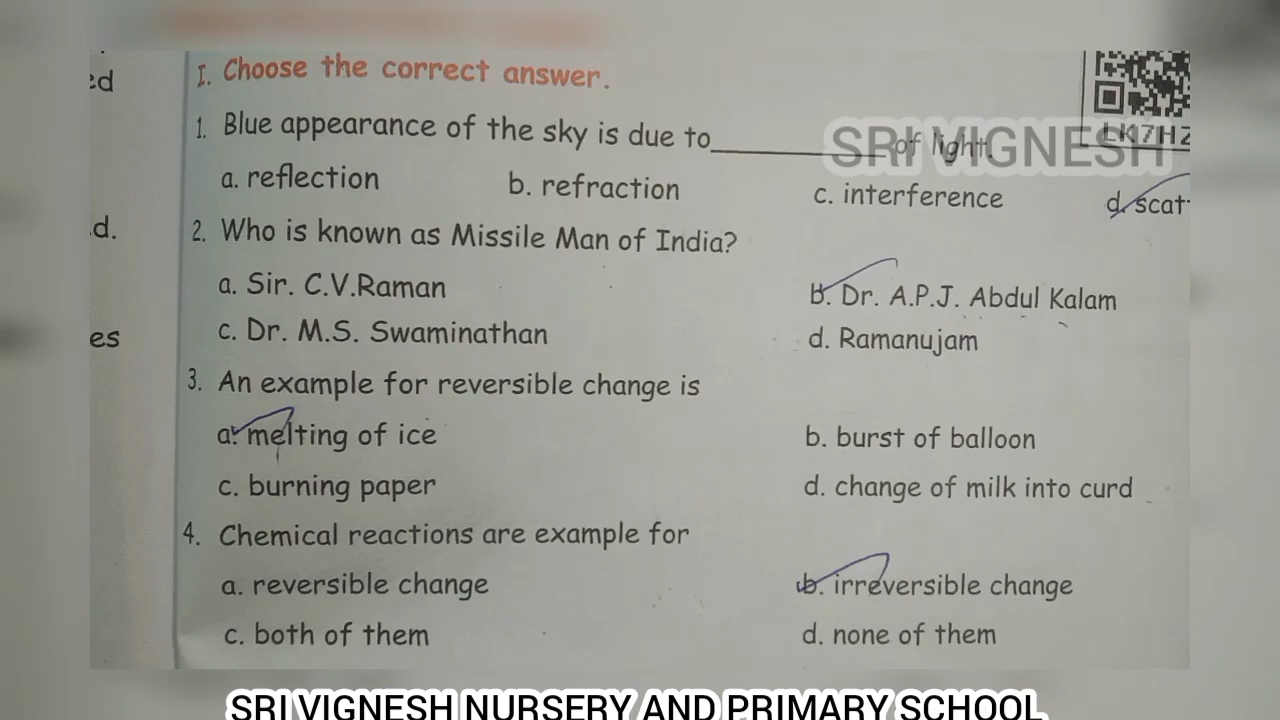 ed
I. Choose the correct answer.
1. Blue appearance of the sky is due to__________of light.
SRI VIGNESH
LK7HZ
a. reflection b. refraction c. interference d. scat
d.
2. Who is known as Missile Man of India?
a. Sir. C.V.Raman b. Dr. A.P.J. Abdul Kalam
es
c. Dr. M.S. Swaminathan d. Ramanujam
3. An example for reversible change is
a. melting of ice b. burst of balloon
c. burning paper d. change of milk into curd
4. Chemical reactions are example for
a. reversible change b. irreversible change
c. both of them d. none of them
SRI VIGNESH NURSERY AND PRIMARY SCHOOL